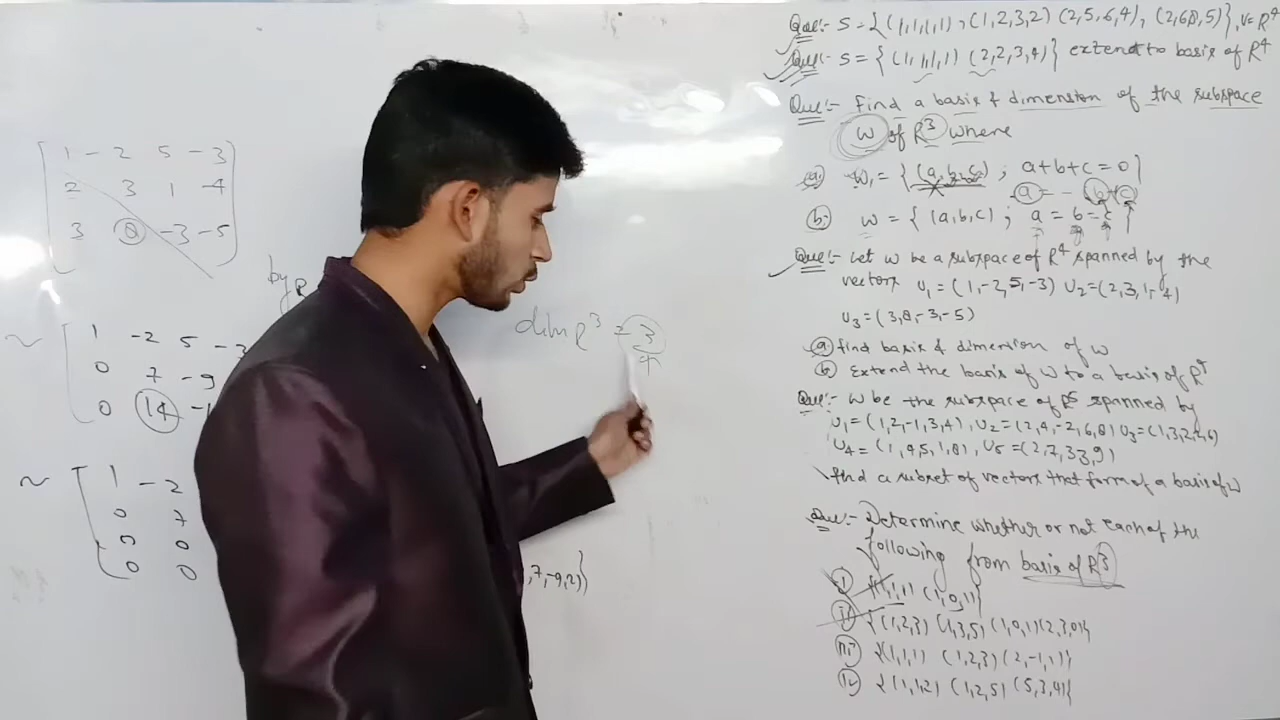 1 - 2 5 - 3
2 3 1 -4
3 8 -3 -5
by R
~ 1 -2 5 - 3
0 7 -9
0 14 -1
~ 1 - 2
0 7
0 0
0 0
dim R³ = 3
4
, 7, -9, 2)}
Que:- S = {(1,1,1,1), (1,2,3,2) (2,5,6,4), (2,6,8,5)}, V= R⁴
Que:- S = { (1,1,1,1) (2,2,3,4)} extend to basis of R⁴
Que:- Find a basis & dimension of the subspace
W of R³ where
a) W₁ = {(a, b, c) ; a+b+c = 0}
a = - b+c
b) W = { (a,b,c) ; a = b = c }
Que:- Let W be a subspace of R⁴ spanned by the
vectors U₁ = (1, -2, 5, -3) U₂ = (2, 3, 1, -4)
U₃ = (3, 8, -3, -5)
a) find basis & dimension of W
b) Extend the basis of W to a basis of R⁴
Que:- W be the subspace of R⁵ spanned by
U₁ = (1, 2, -1, 3, 4), U₂ = (2, 4, -2, 6, 8) U₃ = (1, 3, 2, 2, 6)
U₄ = (1, 4, 5, 1, 8), U₅ = (2, 7, 3 3, 9)
find a subset of vectors that form of a basis of W
Que:- Determine whether or not each of the
following from basis of R³
i) {(1,1,1) (1,0,1)}
ii) {(1,2,3) (1,3,5) (1,0,1) (2,3,0)}
iii) {(1,1,1) (1,2,3) (2,-1,1)}
iv) {(1,1,2) (1,2,5) (5,3,4)}